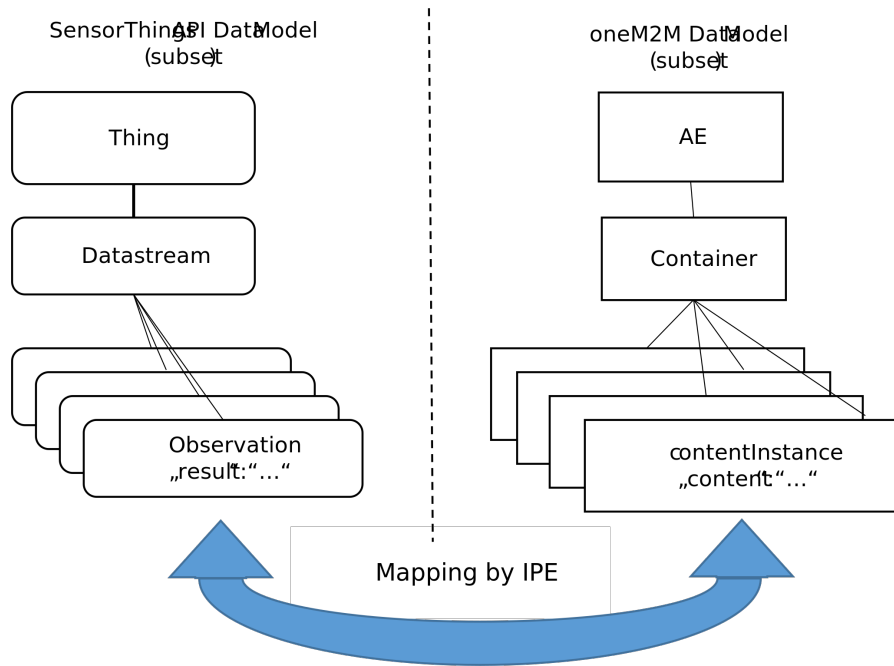 SensorThings API Data Model
(subset)
oneM2M Data Model
(subset)
Thing
AE
Datastream
Container
Observation
„result“:“…“
contentInstance
„content“:“…“
Mapping by IPE